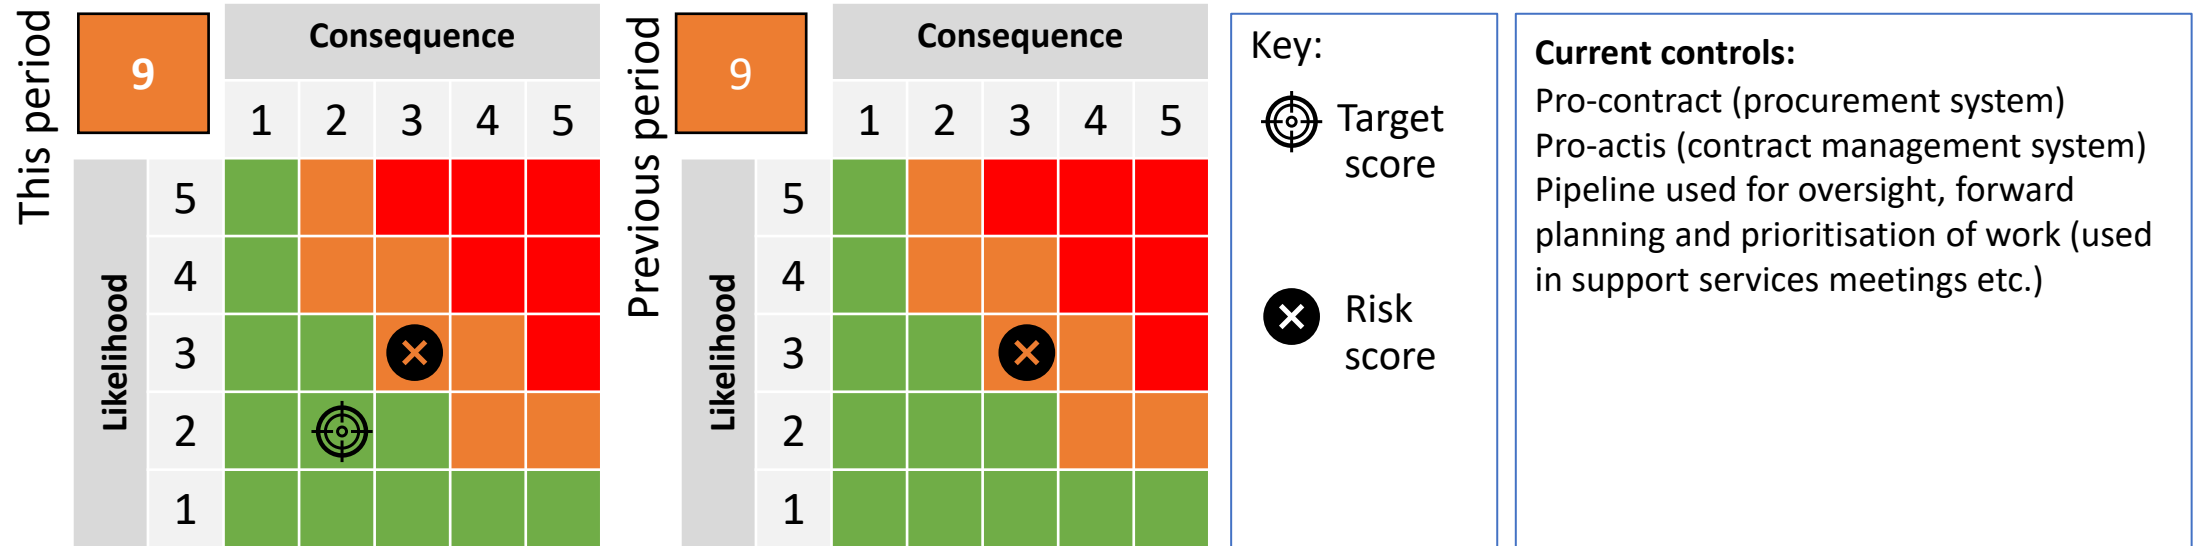 This period
9
Consequence
1 2 3 4 5
Likelihood
5
4
3
2
1
Previous period
9
Consequence
1 2 3 4 5
Likelihood
5
4
3
2
1
Key:
Target
score
Risk
score
Current controls:
Pro-contract (procurement system)
Pro-actis (contract management system)
Pipeline used for oversight, forward
planning and prioritisation of work (used
in support services meetings etc.)